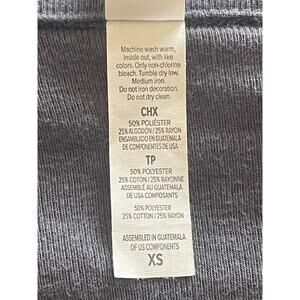 Machine wash warm,
inside out, with like
colors. Only non-chlorine
bleach. Tumble dry low.
Medium iron.
Do not iron decoration.
Do not dry clean.
CHX
50% POLIÉSTER
25% ALGODON / 25% RAYON
ENSAMBLADO EN GUATEMALA
DE COMPONENTES DE USA
TP
50% POLYESTER
25% COTON / 25% RAYONNE
ASSEMBLÉ AU GUATEMALA
DE USA COMPOSANTS
50% POLYESTER
25% COTTON / 25% RAYON
ASSEMBLED IN GUATEMALA
OF US COMPONENTS
XS